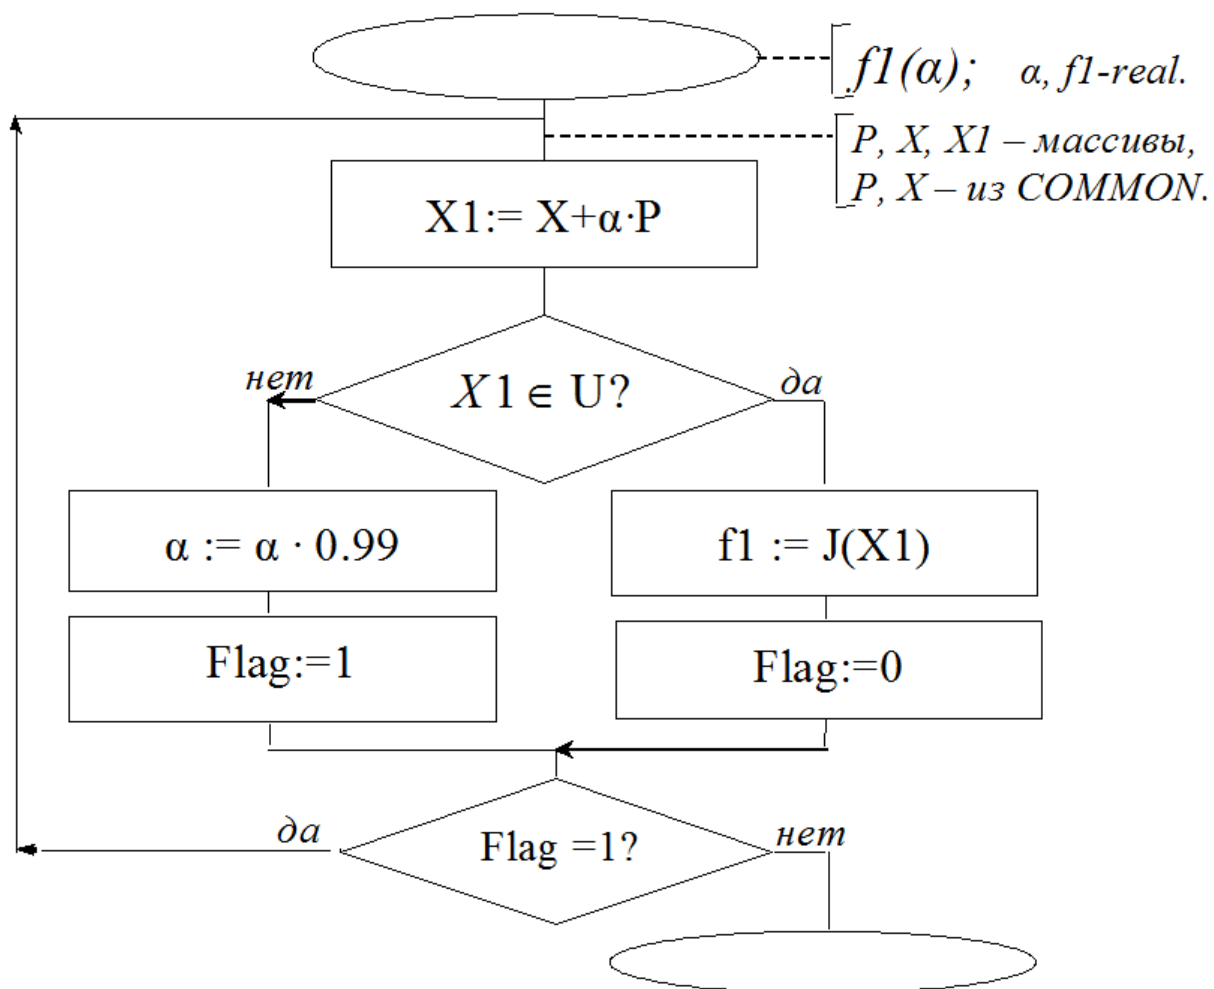 f1(α); α, f1-real.
P, X, X1 – массивы,
P, X – из COMMON.
X1:= X+α·P
нет
X1 ∈ U?
да
α := α · 0.99
f1 := J(X1)
Flag:=1
Flag:=0
да
Flag =1?
нет